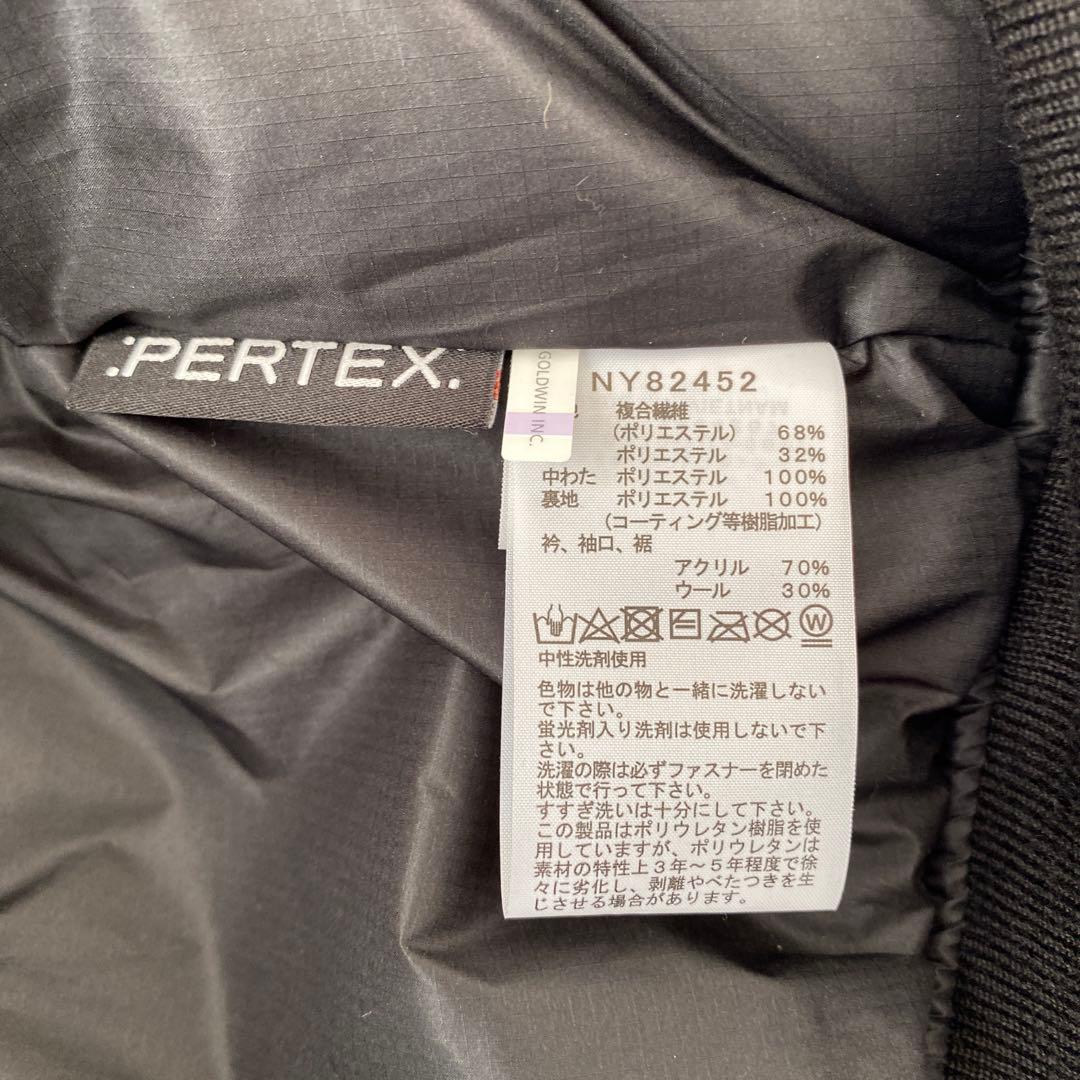 :PERTEX.
GOLDWIN INC.
NY82452
複合繊維
(ポリエステル) 68%
ポリエステル 32%
中わた ポリエステル 100%
裏地 ポリエステル 100%
(コーティング等樹脂加工)
衿、袖口、裾
アクリル 70%
ウール 30%
W
中性洗剤使用
色物は他の物と一緒に洗濯しない
で下さい。
蛍光剤入り洗剤は使用しないで下
さい。
洗濯の際は必ずファスナーを閉めた
状態で行って下さい。
すすぎ洗いは十分にして下さい。
この製品はポリウレタン樹脂を使
用していますが、ポリウレタンは
素材の特性上3年～5年程度で徐
々に劣化し、剥離やべたつきを生
じさせる場合があります。